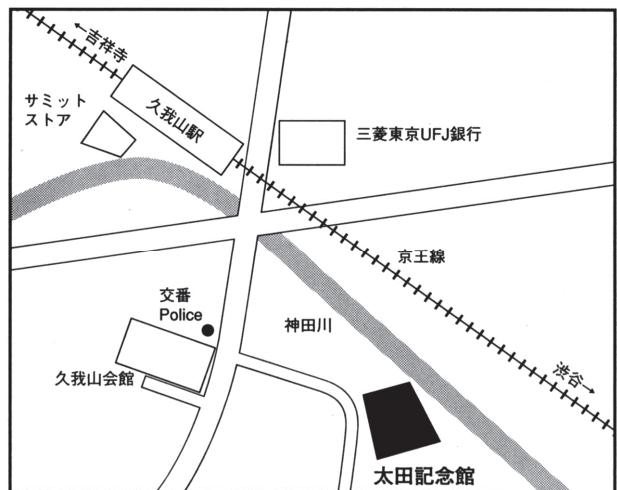 ←吉祥寺
サミット
ストア
久我山駅
三菱東京UFJ銀行
京王線
交番
Police
神田川
久我山会館
渋谷→
太田記念館